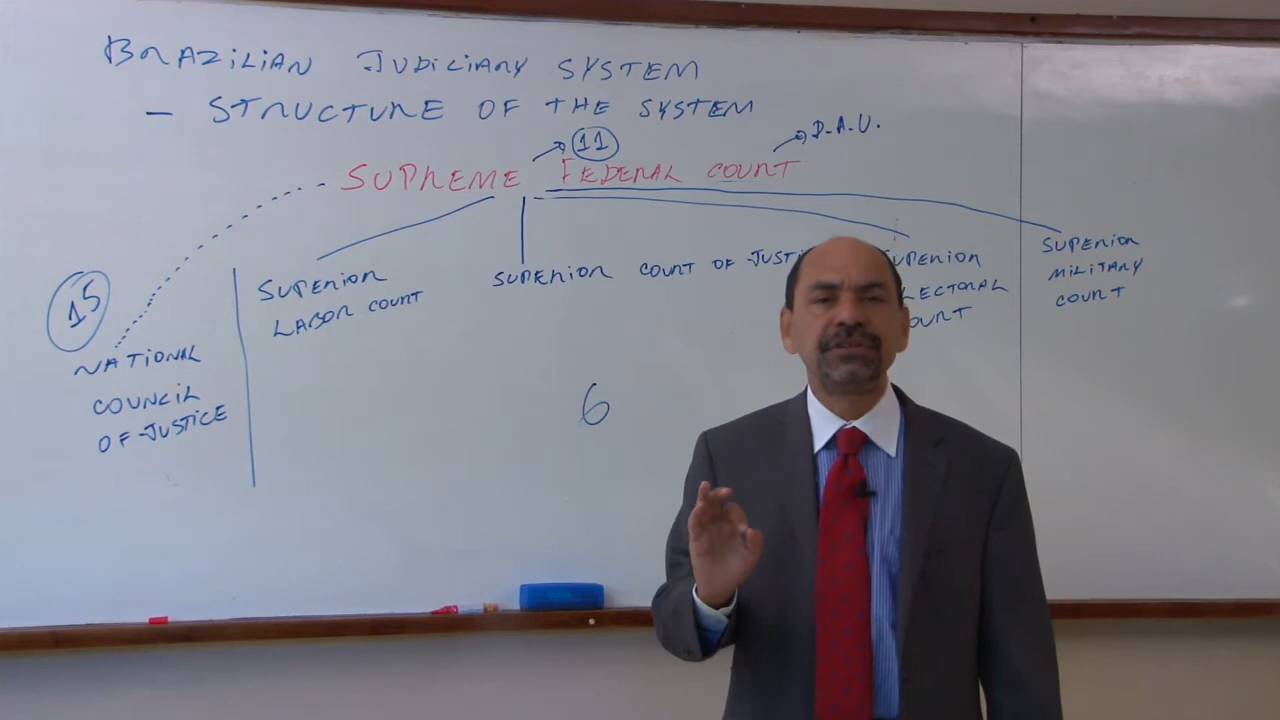 BRAZILIAN JUDICIARY SYSTEM
- STRUCTURE OF THE SYSTEM
11
D.A.U.
SUPREME FEDERAL COURT
15
NATIONAL
COUNCIL
OF JUSTICE
SUPERIOR
LABOR COURT
SUPERIOR COURT OF JUSTI
UPERIOR
LECTORAL
OURT
SUPERIOR
MILITARY
COURT
6